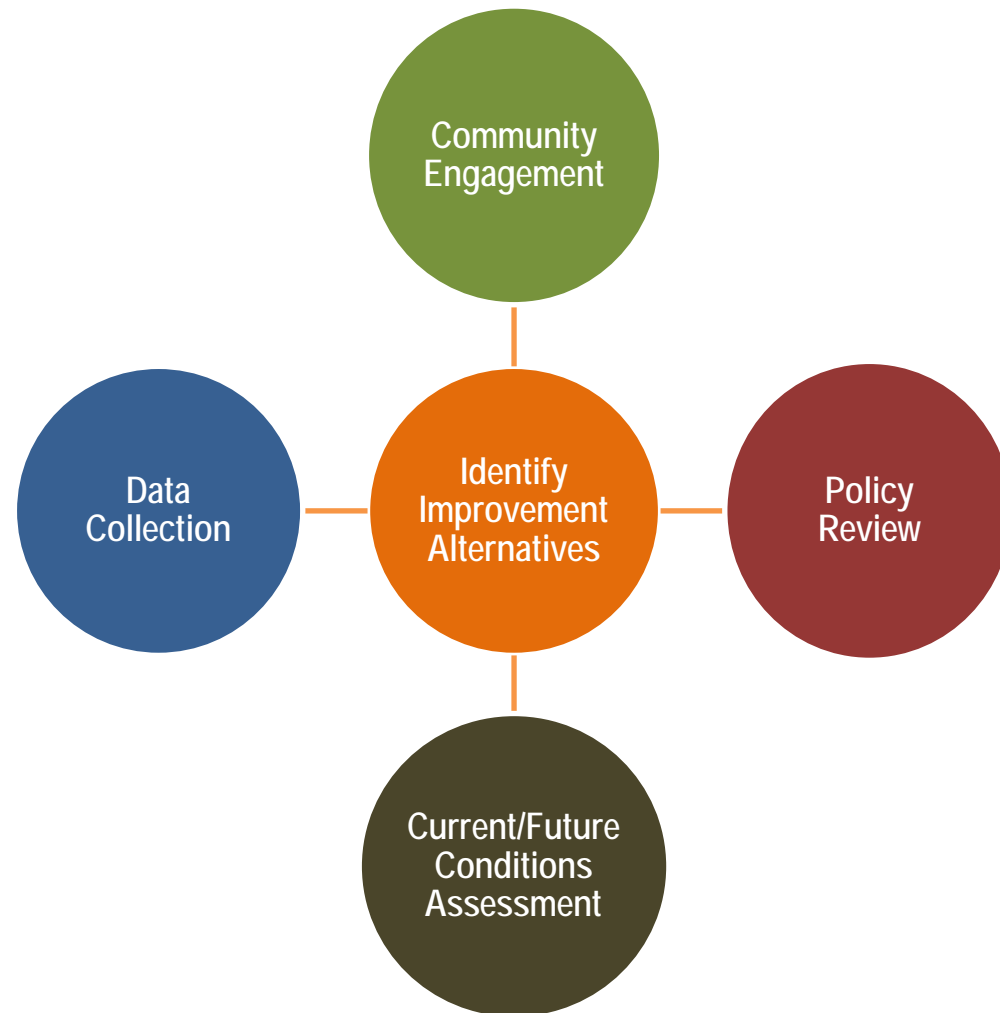 Community
Engagement
Data
Collection
Identify
Improvement
Alternatives
Policy
Review
Current/Future
Conditions
Assessment